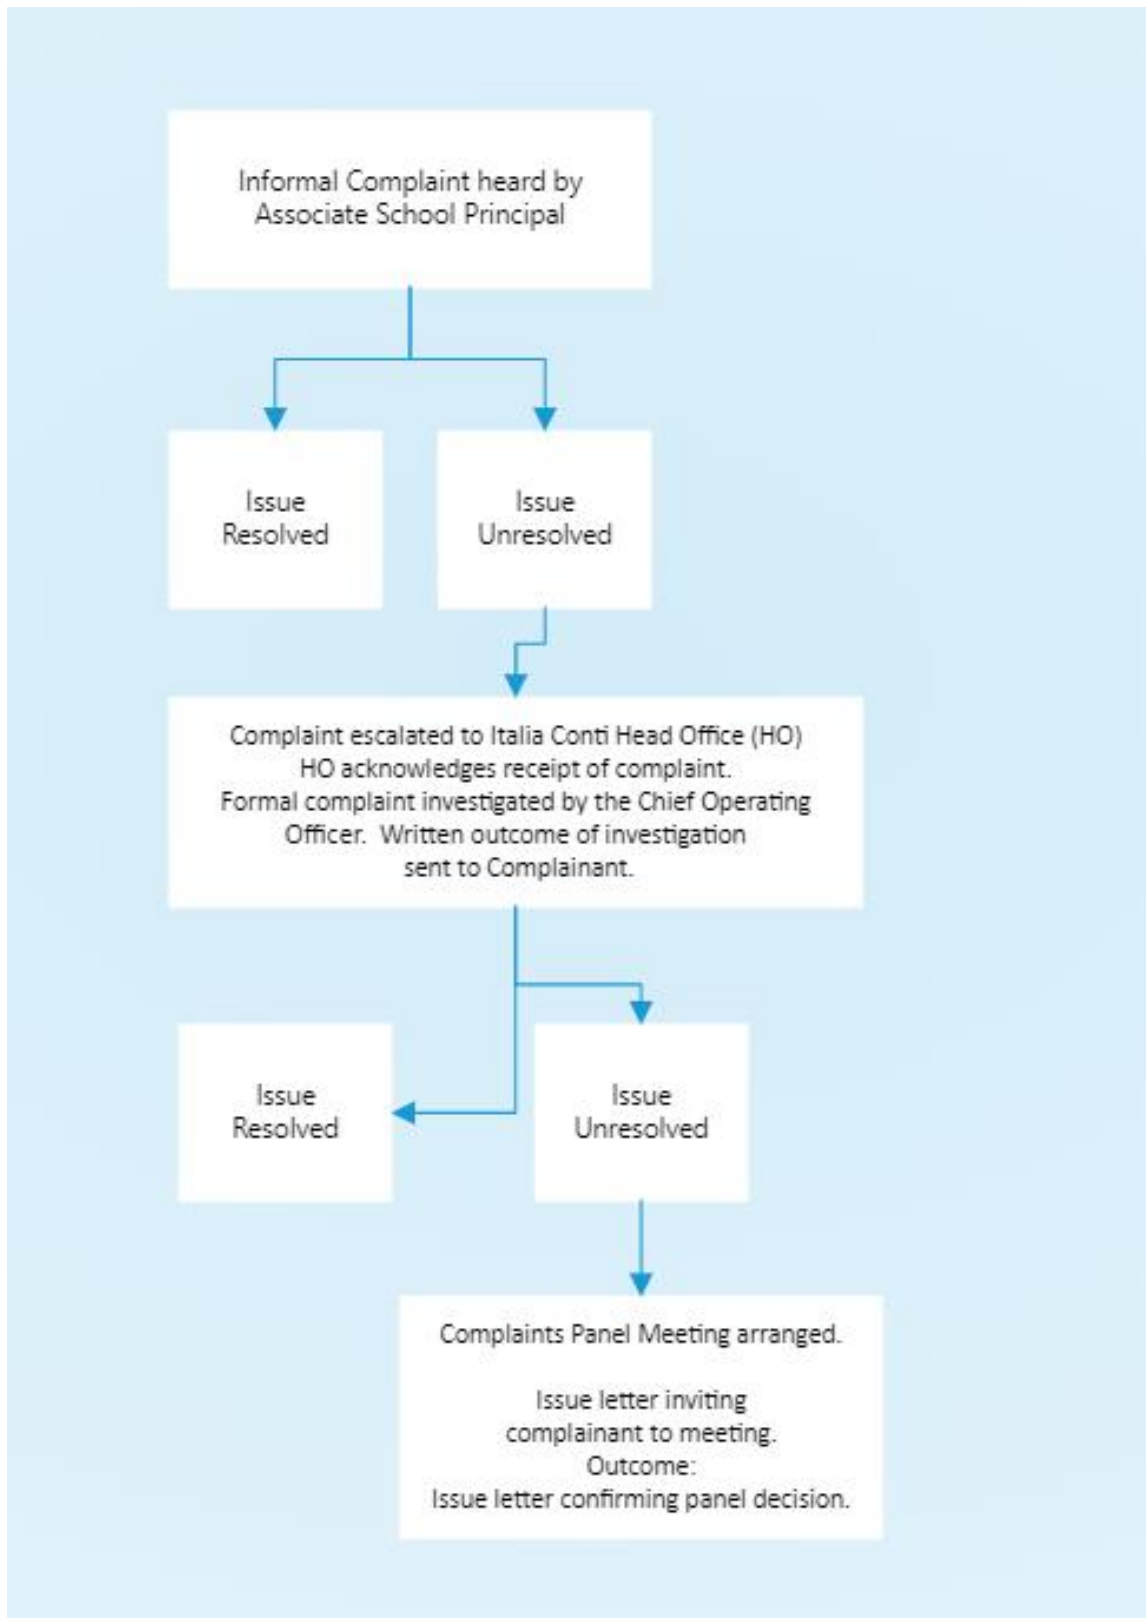 Informal Complaint heard by
Associate School Principal
Issue
Resolved
Issue
Unresolved
Complaint escalated to Italia Conti Head Office (HO)
HO acknowledges receipt of complaint.
Formal complaint investigated by the Chief Operating
Officer.  Written outcome of investigation
sent to Complainant.
Issue
Resolved
Issue
Unresolved
Complaints Panel Meeting arranged.
Issue letter inviting
complainant to meeting.
Outcome:
Issue letter confirming panel decision.